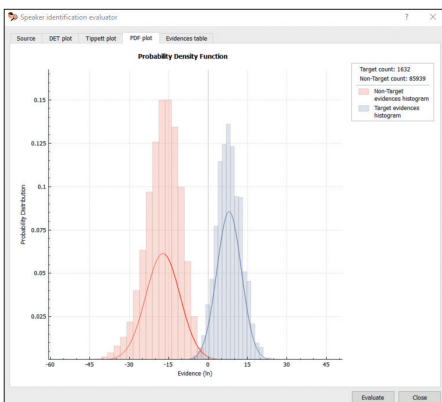 Speaker identification evaluator
? ×
Source DET plot Tippett plot PDF plot Evidences table
Probability Density Function
Target count: 1632
Non-Target count: 85939
Non-Target
evidences histogram
Target evidences
histogram
Probability Distribution
0.15
0.125
0.1
0.075
0.05
0.025
-60 -45 -30 -15 0 15 30 45
Evidence (ln)
Evaluate Close